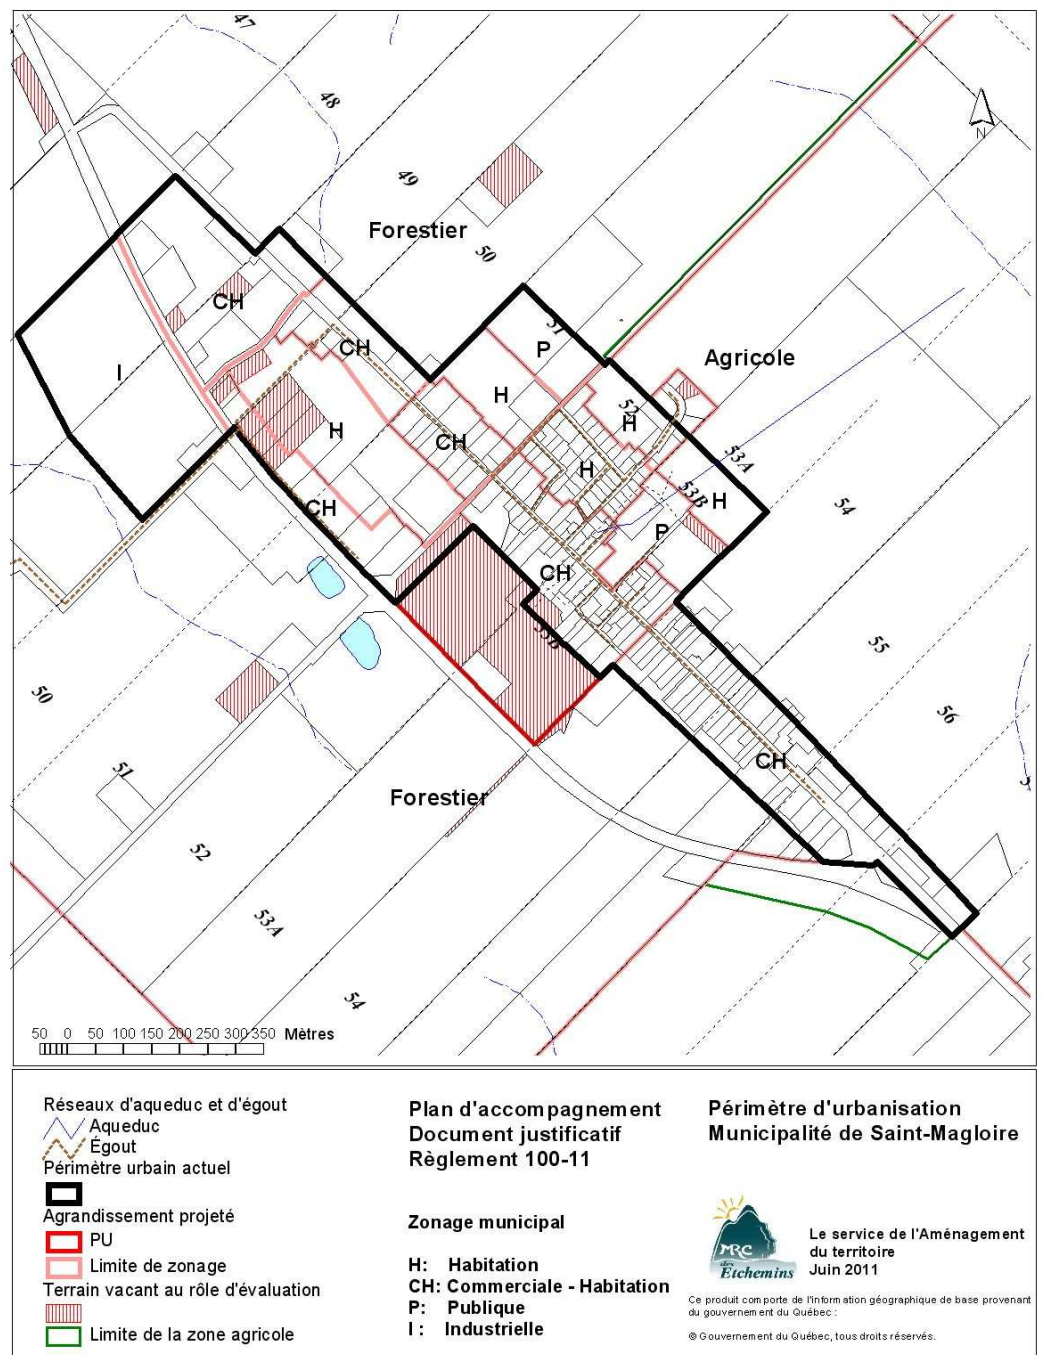 47
48
49
Forestier
50
51
P
Agricole
CH
CH
I
H
52
H
H
CH
53A
H
53B
H
54
CH
P
CH
53B
55
50
56
CH
51
Forestier
52
53A
54
50 0 50 100 150 200 250 300 350 Mètres
N
Réseaux d'aqueduc et d'égout
Aqueduc
Égout
Périmètre urbain actuel
Agrandissement projeté
PU
Limite de zonage
Terrain vacant au rôle d'évaluation
Limite de la zone agricole
Plan d'accompagnement
Document justificatif
Règlement 100-11
Zonage municipal
H: Habitation
CH: Commerciale - Habitation
P: Publique
I : Industrielle
Périmètre d'urbanisation
Municipalité de Saint-Magloire
MRC
des
Etchemins
Le service de l'Aménagement
du territoire
Juin 2011
Ce produit comporte de l'information géographique de base provenant
du gouvernement du Québec :
© Gouvernement du Québec, tous droits réservés.